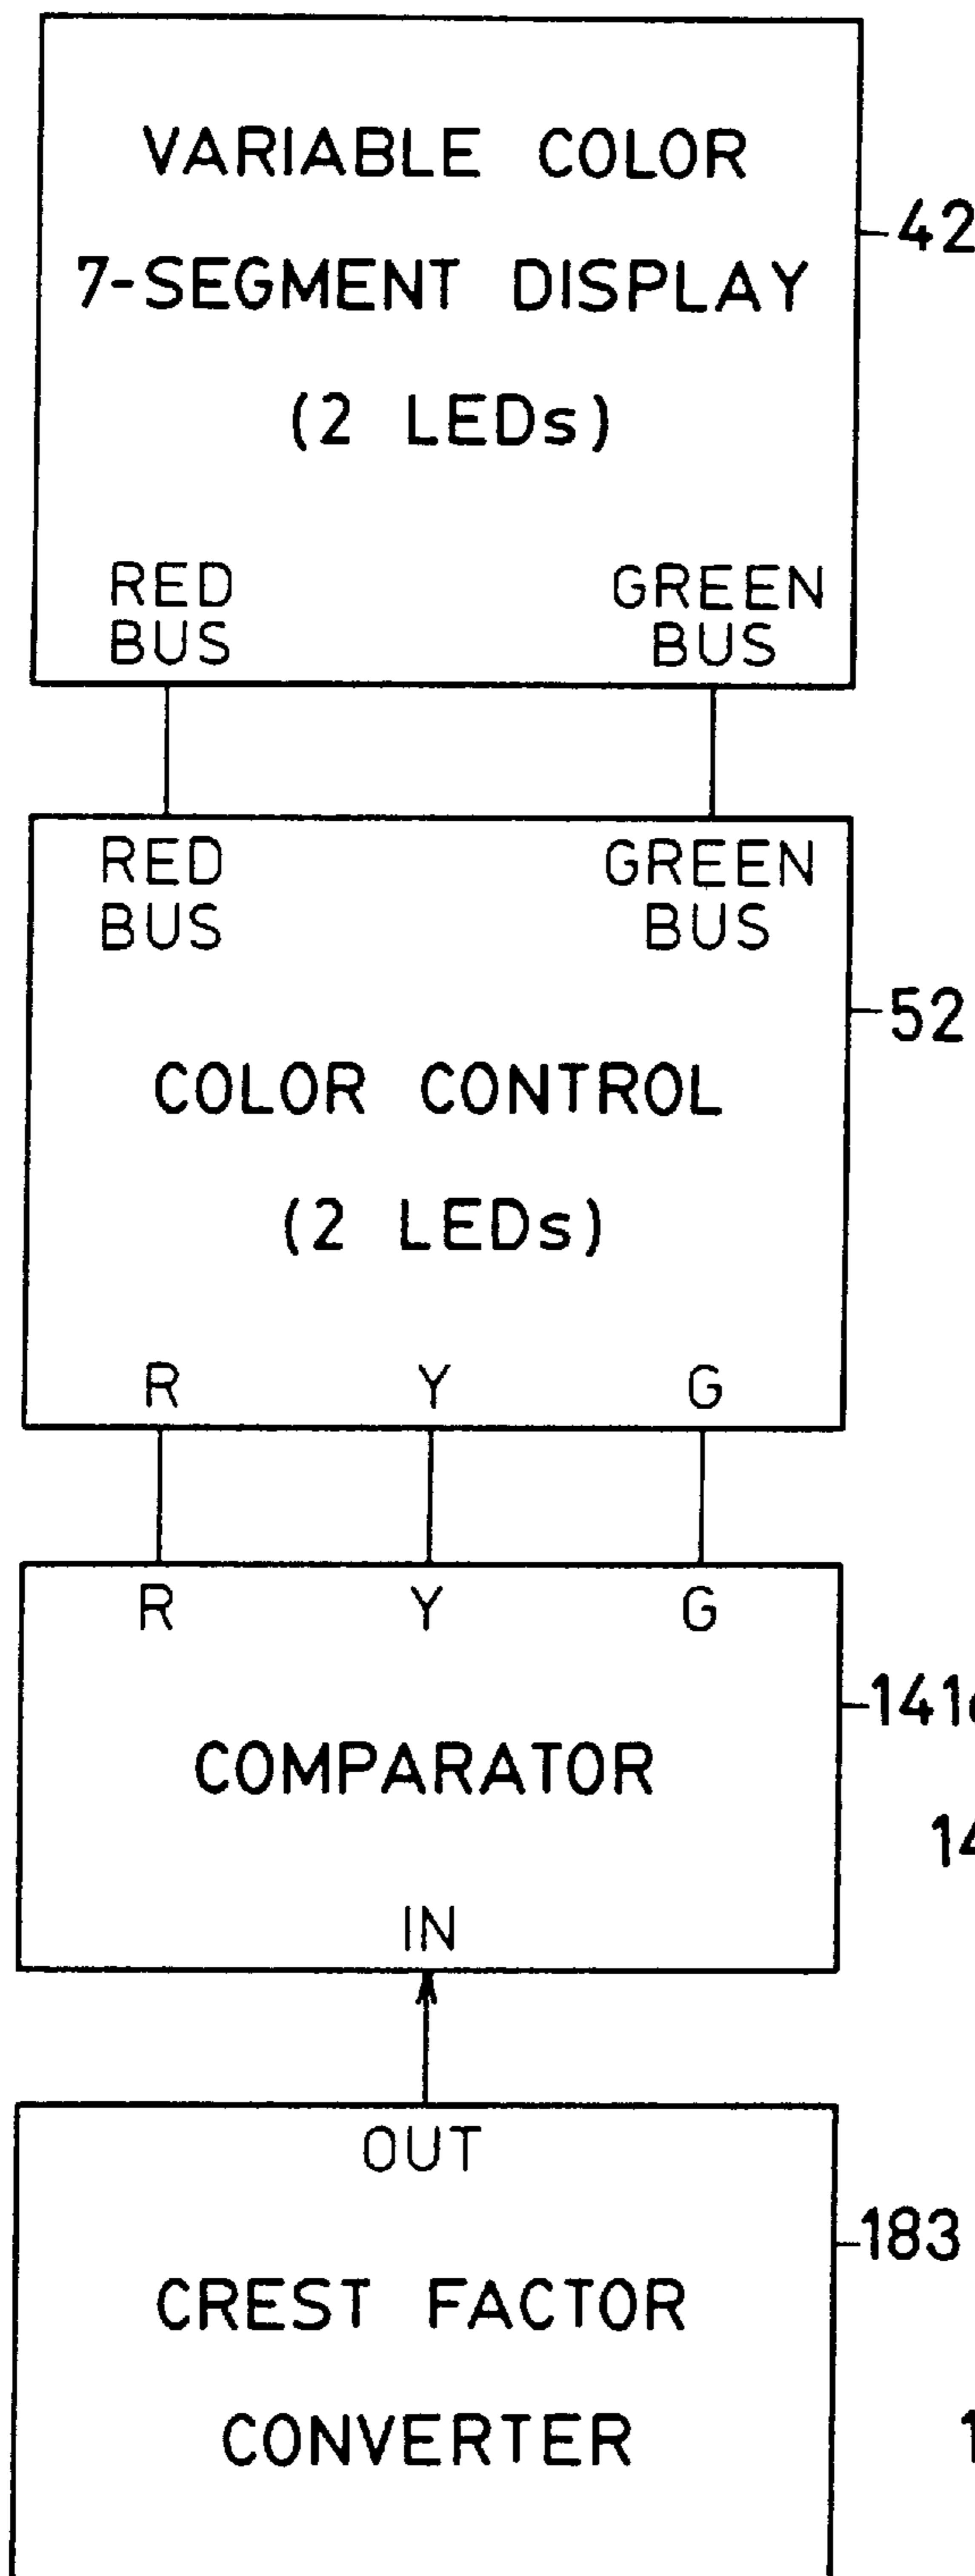 VARIABLE COLOR
7-SEGMENT DISPLAY
(2 LEDs)
42
RED BUS
GREEN BUS
RED BUS
GREEN BUS
52
COLOR CONTROL
(2 LEDs)
R Y G
R Y G
COMPARATOR
IN
OUT
183
CREST FACTOR
CONVERTER